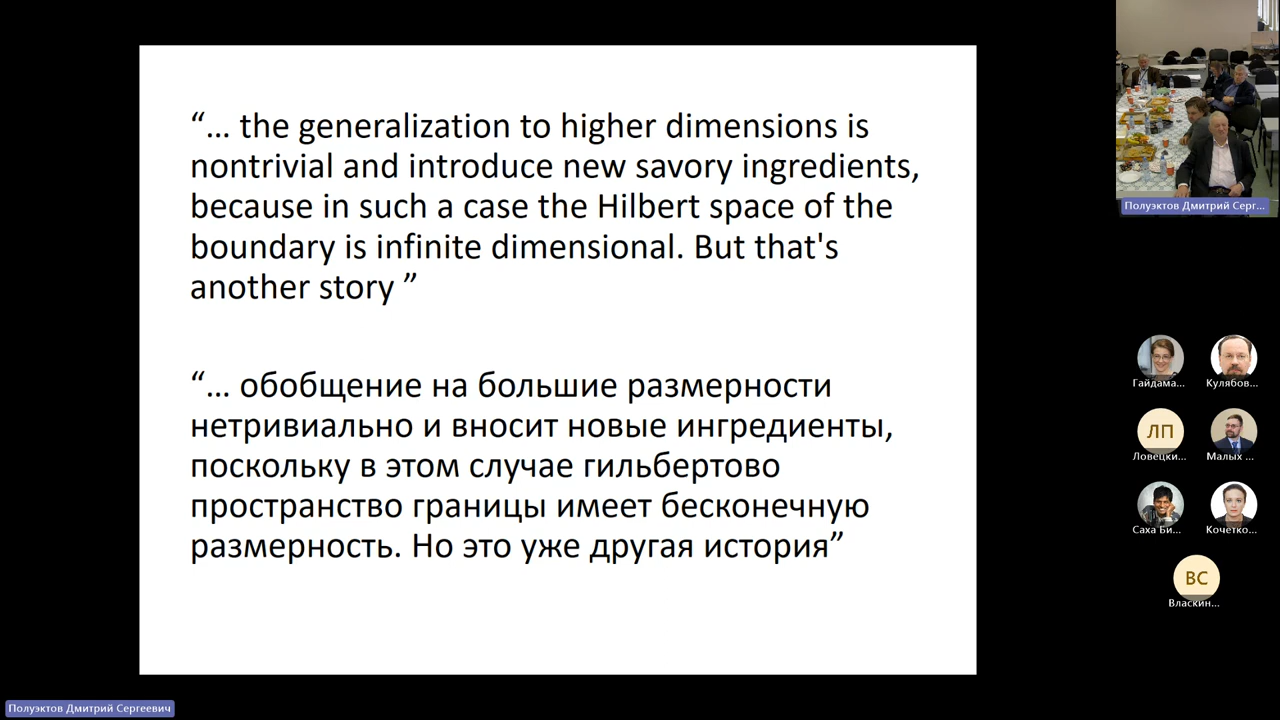 “… the generalization to higher dimensions is
nontrivial and introduce new savory ingredients,
because in such a case the Hilbert space of the
boundary is infinite dimensional. But that's
another story ”
“… обобщение на большие размерности
нетривиально и вносит новые ингредиенты,
поскольку в этом случае гильбертово
пространство границы имеет бесконечную
размерность. Но это уже другая история”
Полуэктов Дмитрий Серг...
Гайдама...
Кулябов...
ЛП
Ловецки...
Малых ...
Саха Би...
Кочетко...
ВС
Власкин...
Полуэктов Дмитрий Сергеевич